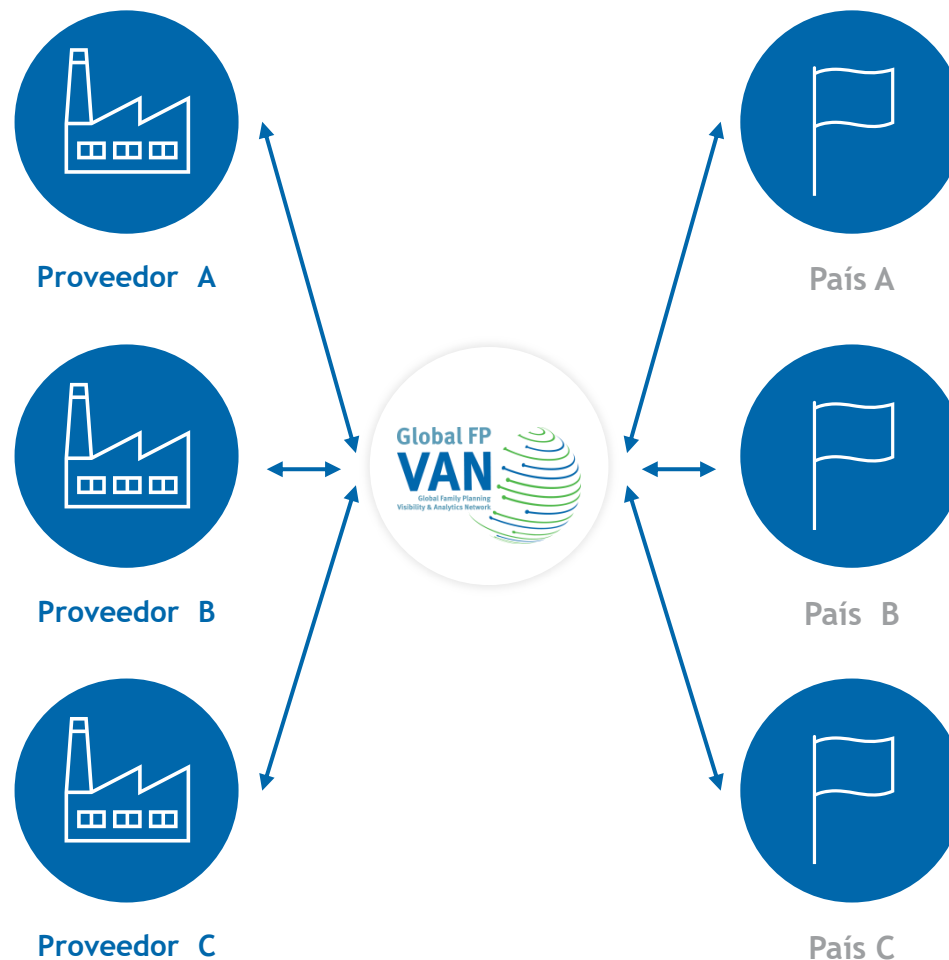 Proveedor A
País A
Global FP
VAN
Global Family Planning
Visibility & Analytics Network
Proveedor B
País B
Proveedor C
País C